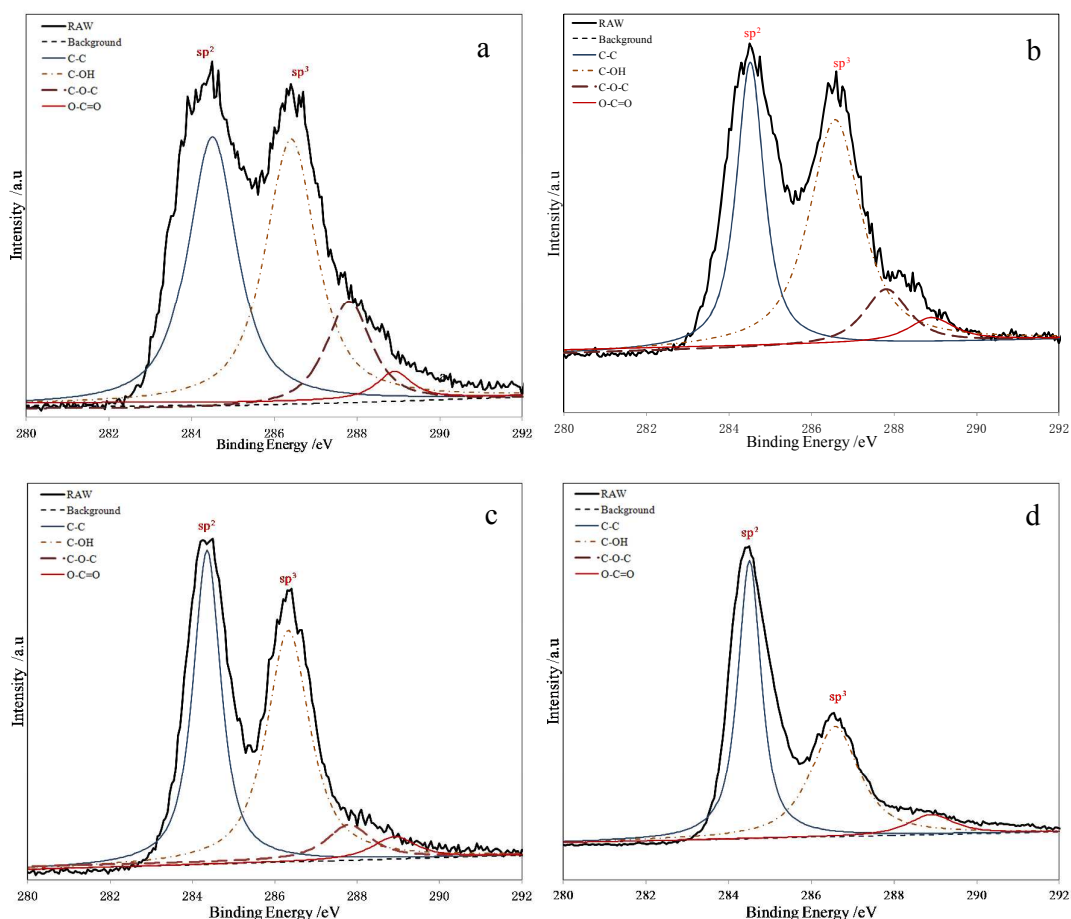 RAW
Background
C-C
C-OH
C-O-C
O-C=O
sp²
sp³
a
Intensity /a.u
280 282 284 286 288 290 292
Binding Energy /eV
RAW
Background
C-C
C-OH
C-O-C
O-C=O
sp²
sp³
b
Intensity /a.u
280 282 284 286 288 290 292
Binding Energy /eV
RAW
Background
C-C
C-OH
C-O-C
O-C=O
sp²
sp³
c
Intensity /a.u
280 282 284 286 288 290 292
Binding Energy /eV
RAW
Background
C-C
C-OH
C-O-C
O-C=O
sp²
sp³
d
Intensity /a.u
280 282 284 286 288 290 292
Binding Energy /eV